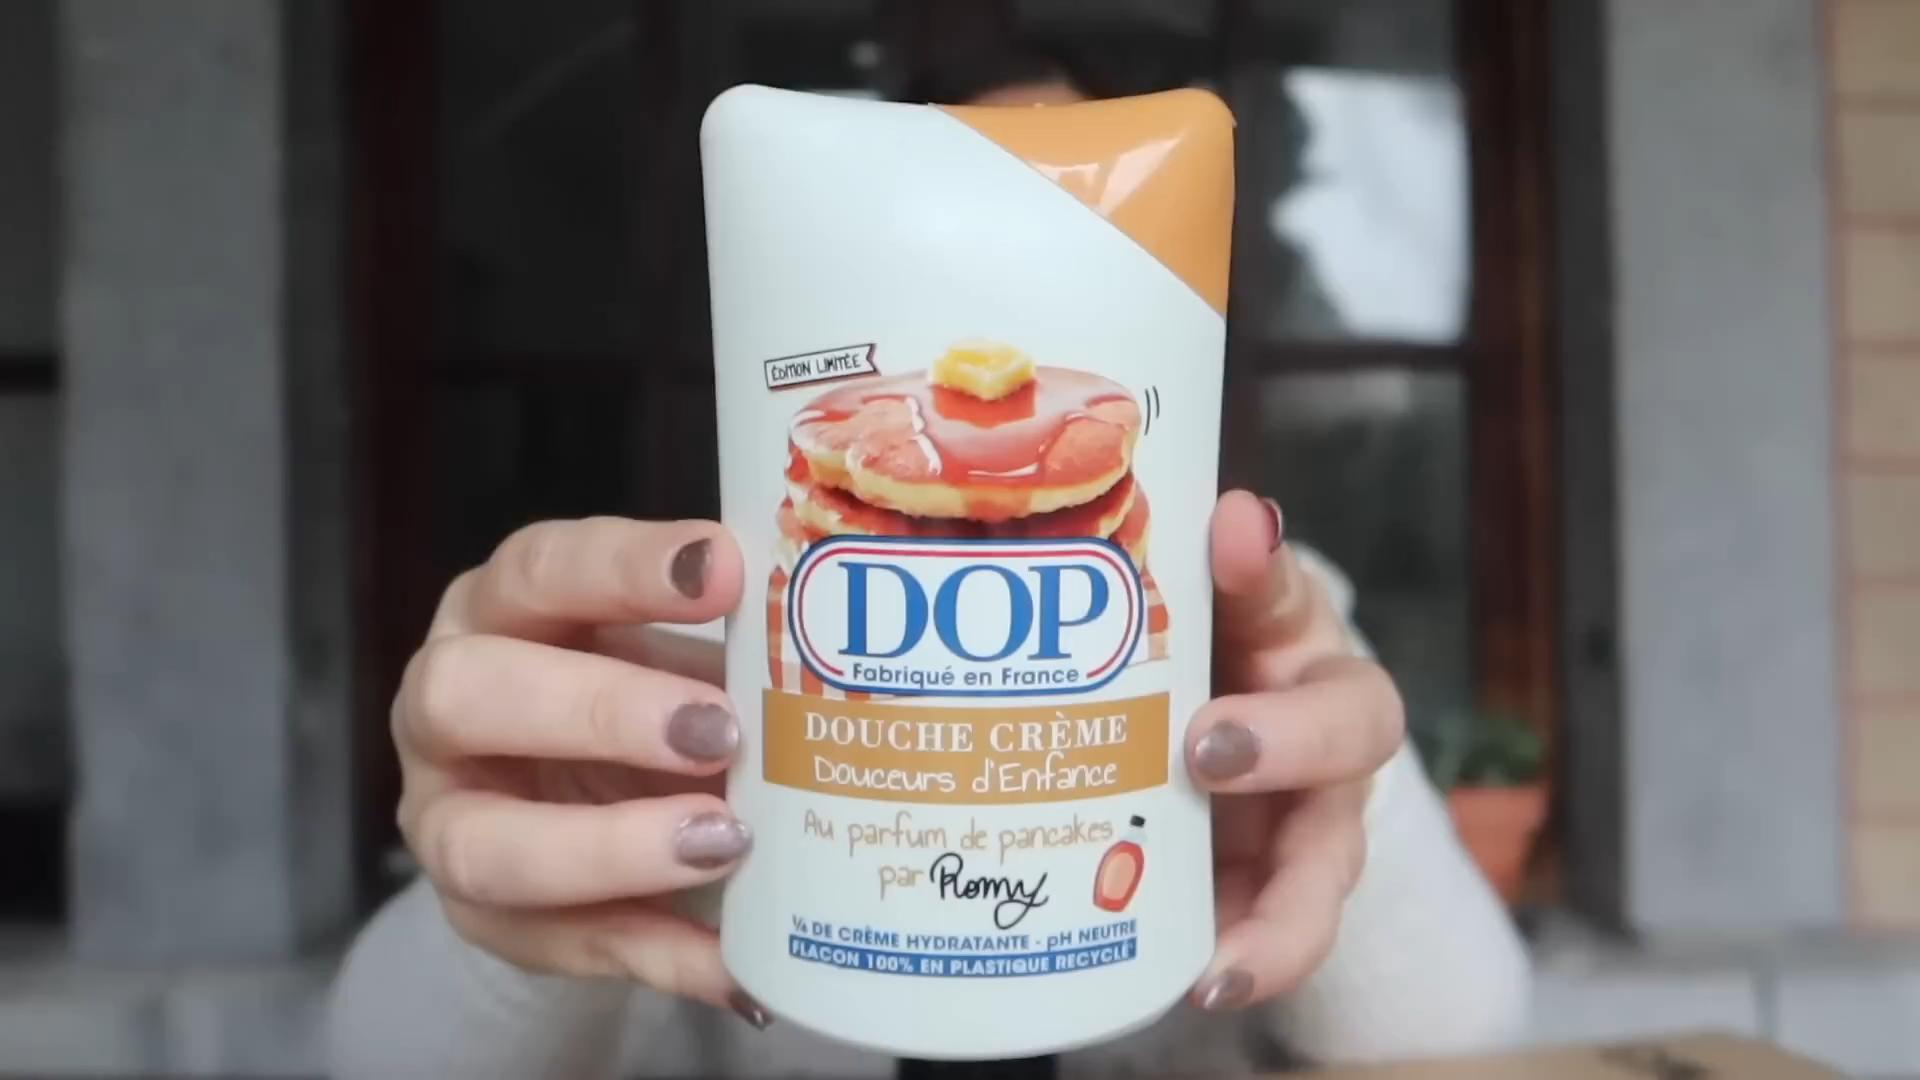 ÉDITION LIMITÉE
DOP
Fabriqué en France
DOUCHE CRÈME
Douceurs d'Enfance
Au parfum de pancakes
par Romy
¼ DE CRÈME HYDRATANTE - pH NEUTRE
FLACON 100% EN PLASTIQUE RECYCLÉ